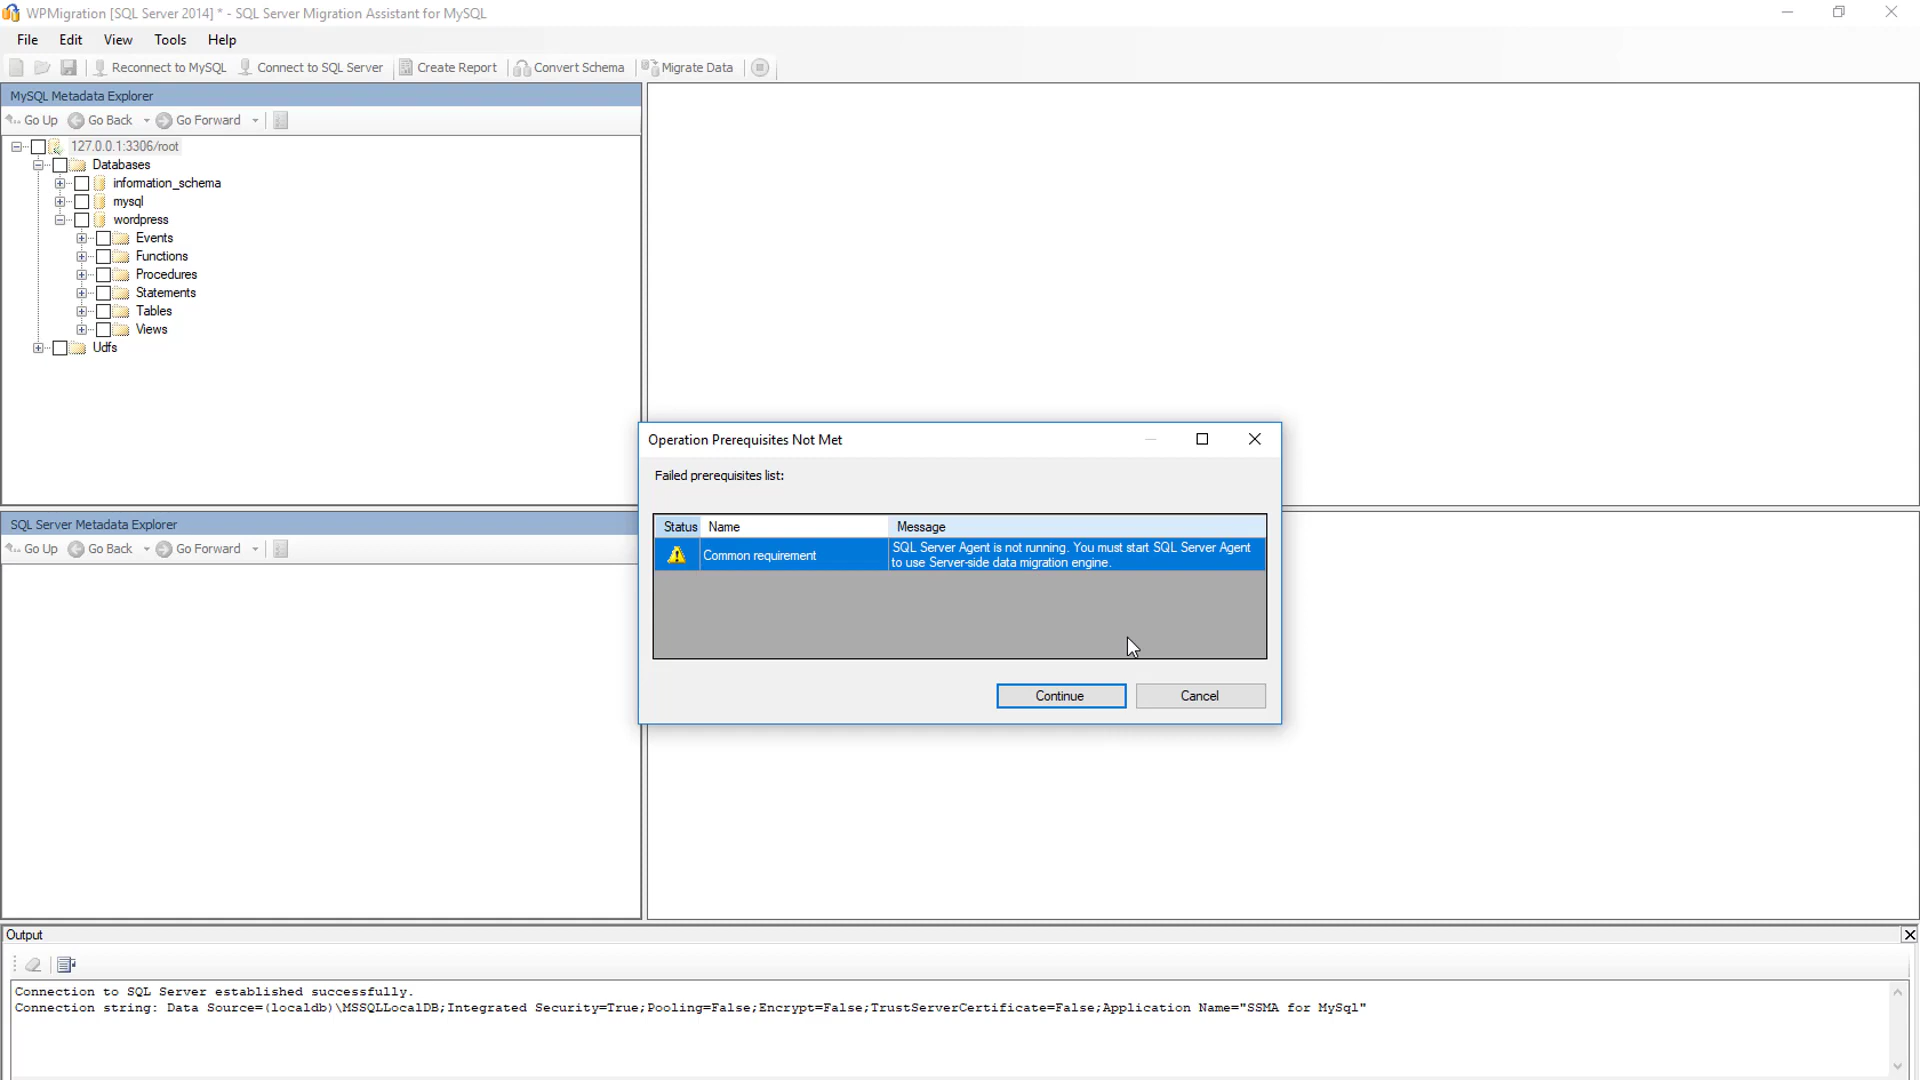 WPMigration [SQL Server 2014] * - SQL Server Migration Assistant for MySQL
File Edit View Tools Help
Reconnect to MySQL Connect to SQL Server Create Report Convert Schema Migrate Data
MySQL Metadata Explorer
Go Up Go Back Go Forward
127.0.0.1:3306/root
Databases
information_schema
mysql
wordpress
Events
Functions
Procedures
Statements
Tables
Views
Udfs
Operation Prerequisites Not Met
Failed prerequisites list:
Status Name Message
Common requirement
SQL Server Agent is not running. You must start SQL Server Agent
to use Server-side data migration engine.
Continue Cancel
SQL Server Metadata Explorer
Go Up Go Back Go Forward
Output
Connection to SQL Server established successfully.
Connection string: Data Source=(localdb)\MSSQLLocalDB;Integrated Security=True;Pooling=False;Encrypt=False;TrustServerCertificate=False;Application Name="SSMA for MySql"